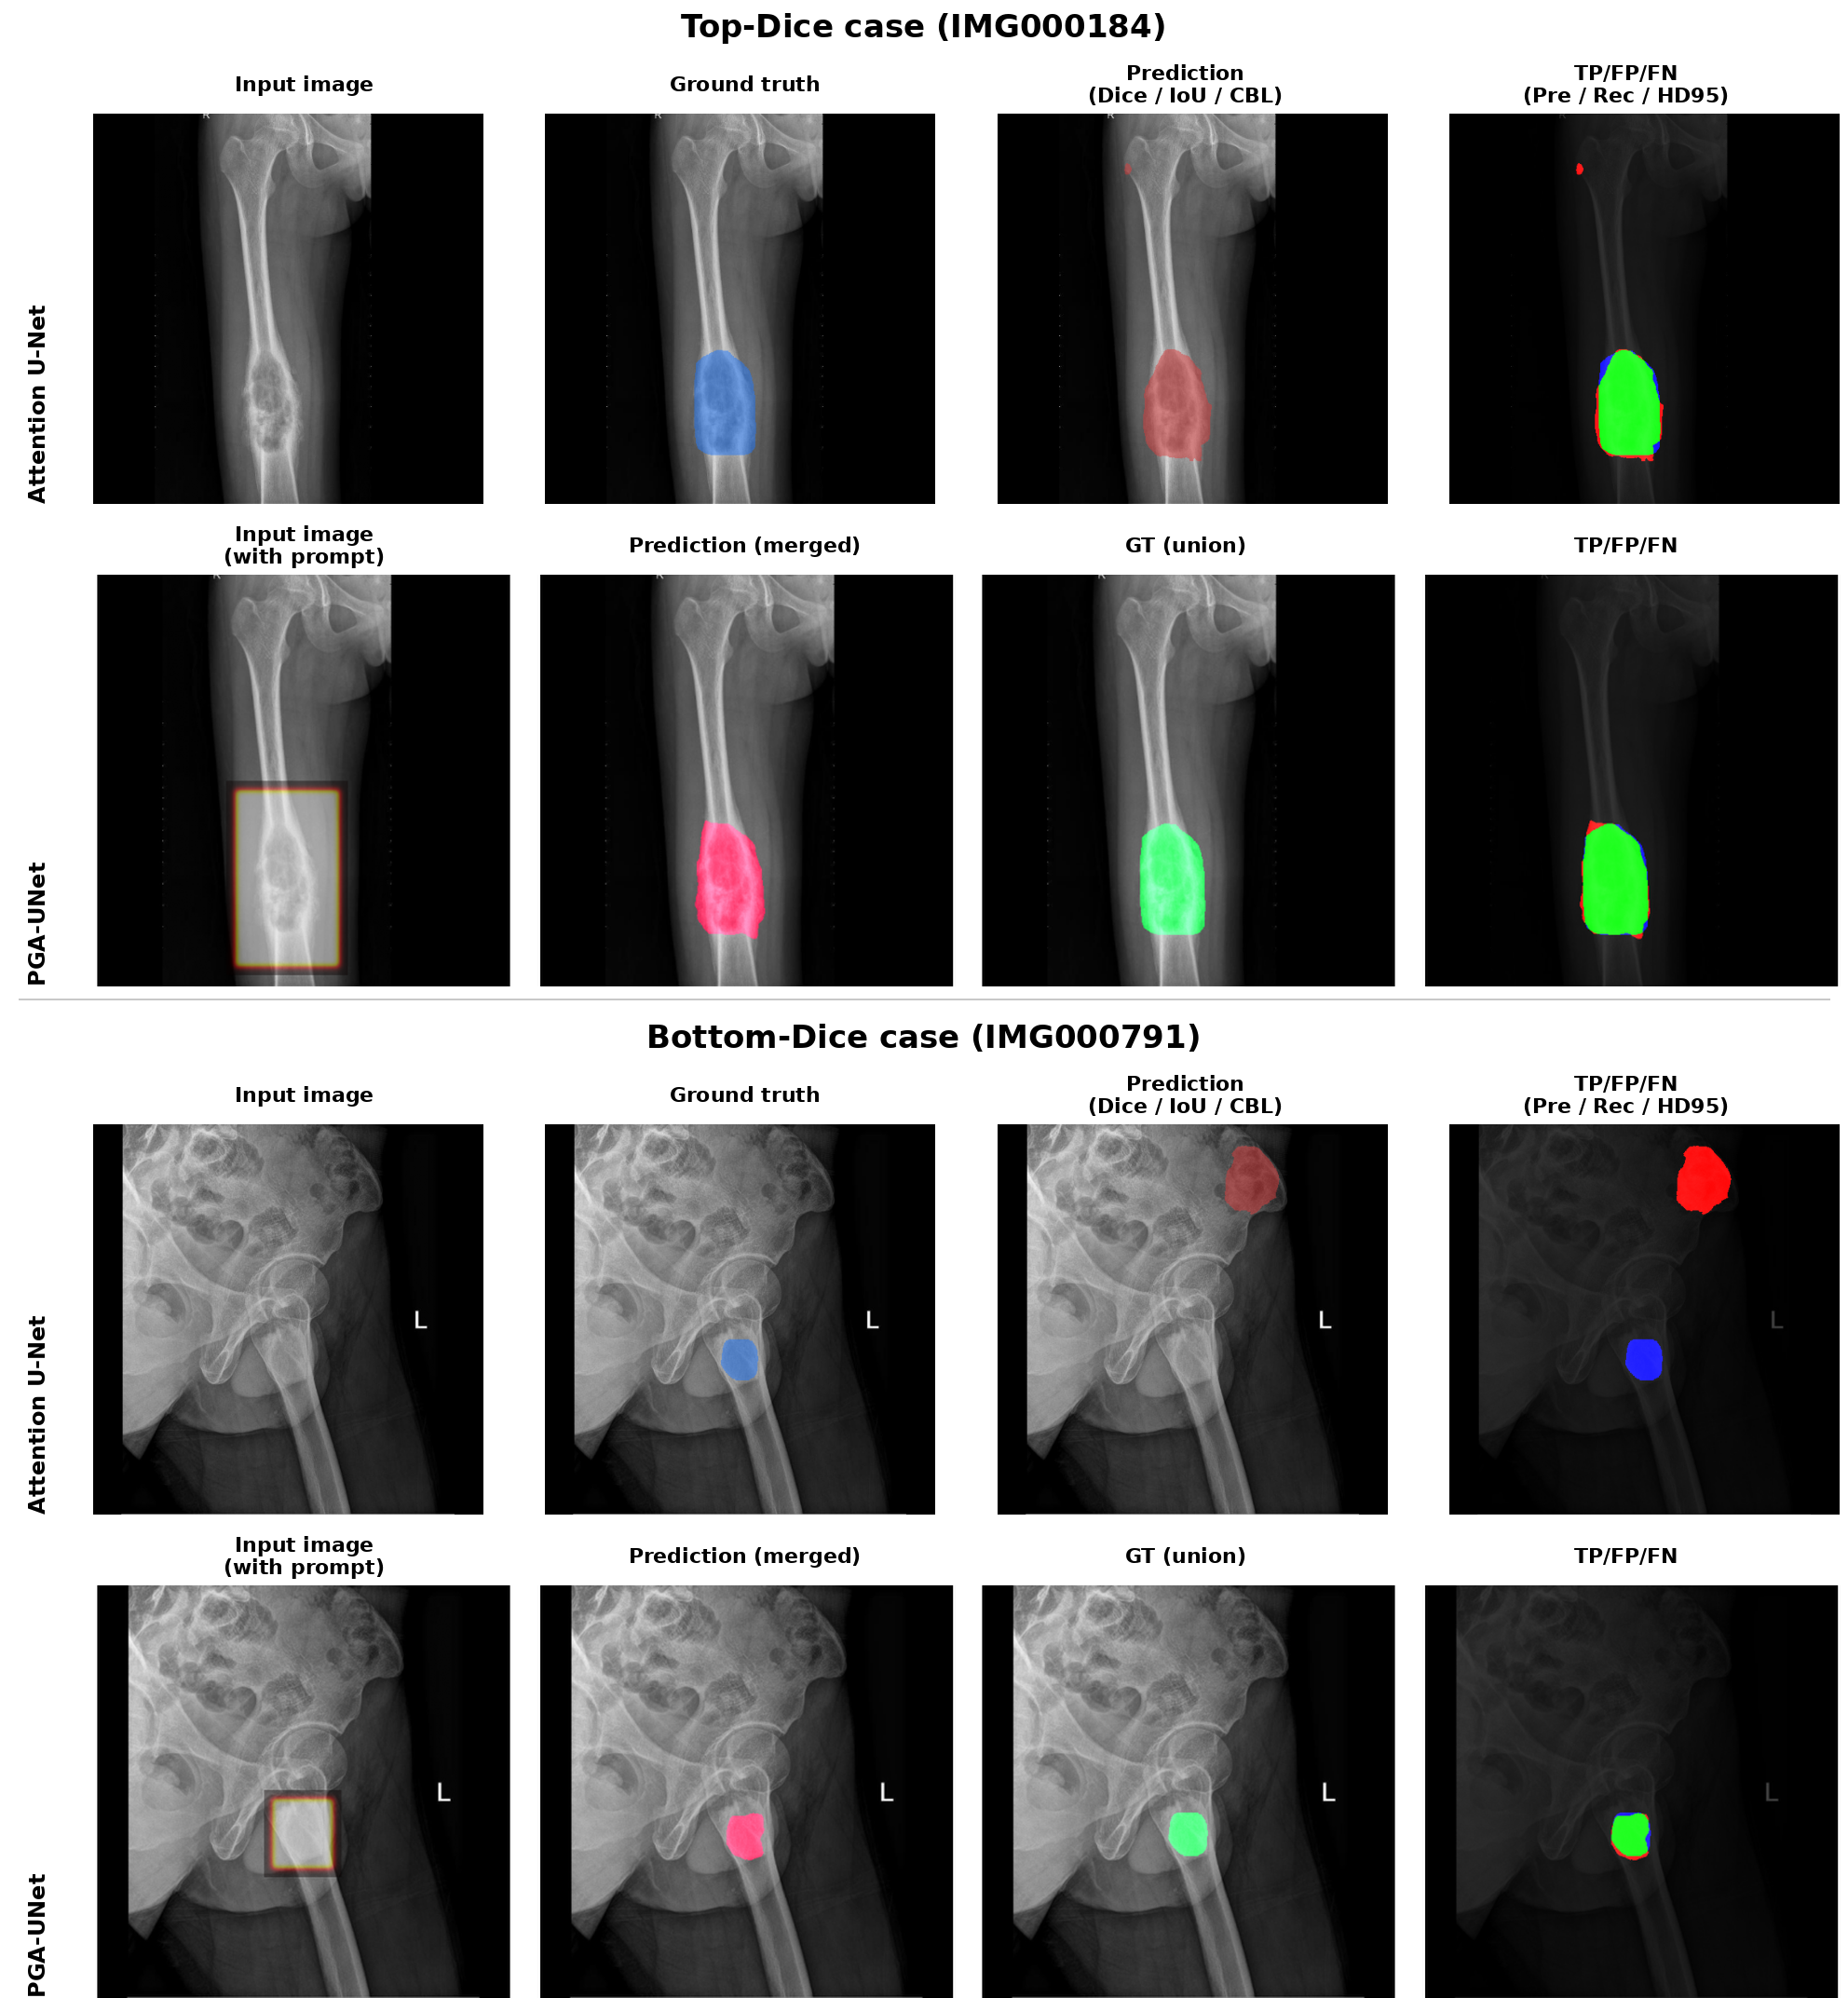 Top-Dice case (IMG000184)
Input image
Ground truth
Prediction
(Dice / IoU / CBL)
TP/FP/FN
(Pre / Rec / HD95)
Attention U-Net
R
R
R
Input image
(with prompt)
Prediction (merged)
GT (union)
TP/FP/FN
PGA-UNet
R
R
R
Bottom-Dice case (IMG000791)
Input image
Ground truth
Prediction
(Dice / IoU / CBL)
TP/FP/FN
(Pre / Rec / HD95)
Attention U-Net
L
L
L
L
Input image
(with prompt)
Prediction (merged)
GT (union)
TP/FP/FN
PGA-UNet
L
L
L
L